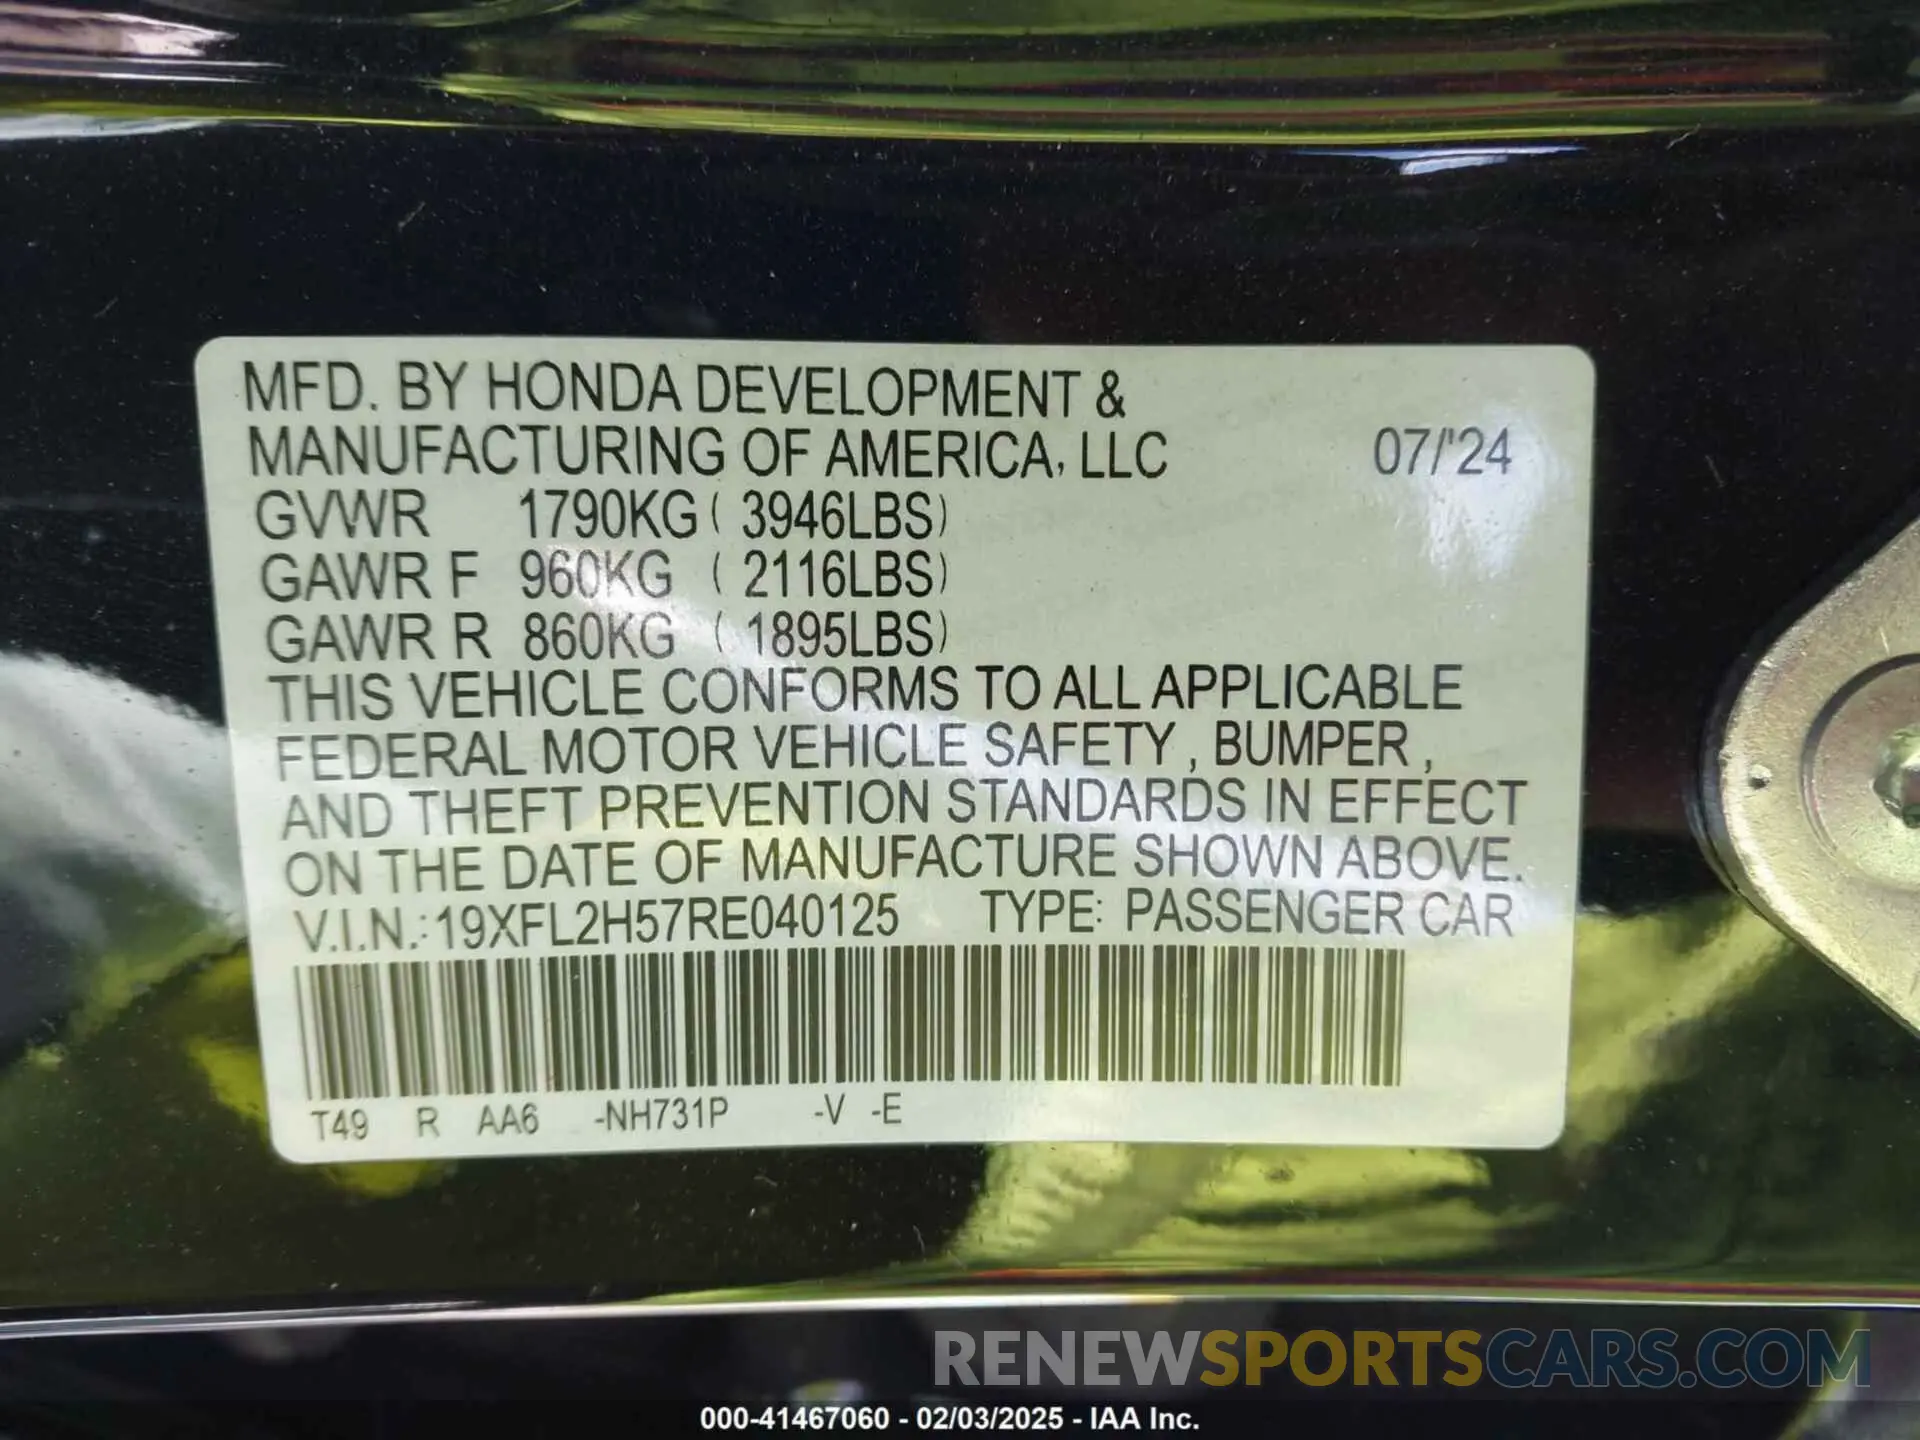 MFD. BY HONDA DEVELOPMENT &
MANUFACTURING OF AMERICA, LLC 07/'24
GVWR 1790KG ( 3946LBS)
GAWR F 960KG ( 2116LBS)
GAWR R 860KG ( 1895LBS)
THIS VEHICLE CONFORMS TO ALL APPLICABLE
FEDERAL MOTOR VEHICLE SAFETY , BUMPER ,
AND THEFT PREVENTION STANDARDS IN EFFECT
ON THE DATE OF MANUFACTURE SHOWN ABOVE.
V.I.N.:19XFL2H57RE040125 TYPE: PASSENGER CAR
T49 R AA6 -NH731P -V -E
RENEWSPORTSCARS.COM
000-41467060 - 02/03/2025 - IAA Inc.